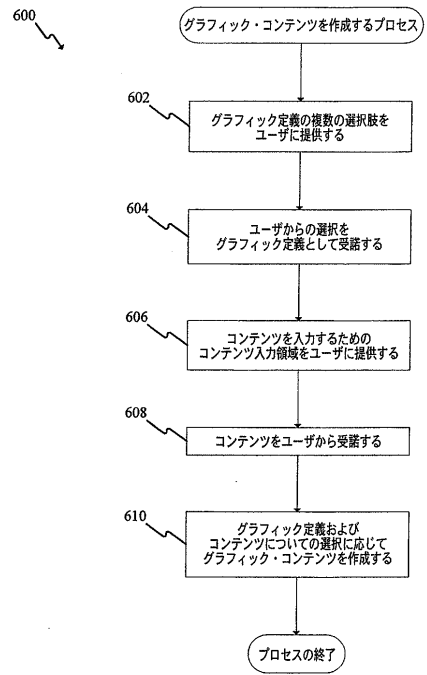 600
グラフィック・コンテンツを作成するプロセス
602
グラフィック定義の複数の選択肢を
ユーザに提供する
604
ユーザからの選択を
グラフィック定義として受諾する
606
コンテンツを入力するための
コンテンツ入力領域をユーザに提供する
608
コンテンツをユーザから受諾する
610
グラフィック定義および
コンテンツについての選択に応じて
グラフィック・コンテンツを作成する
プロセスの終了